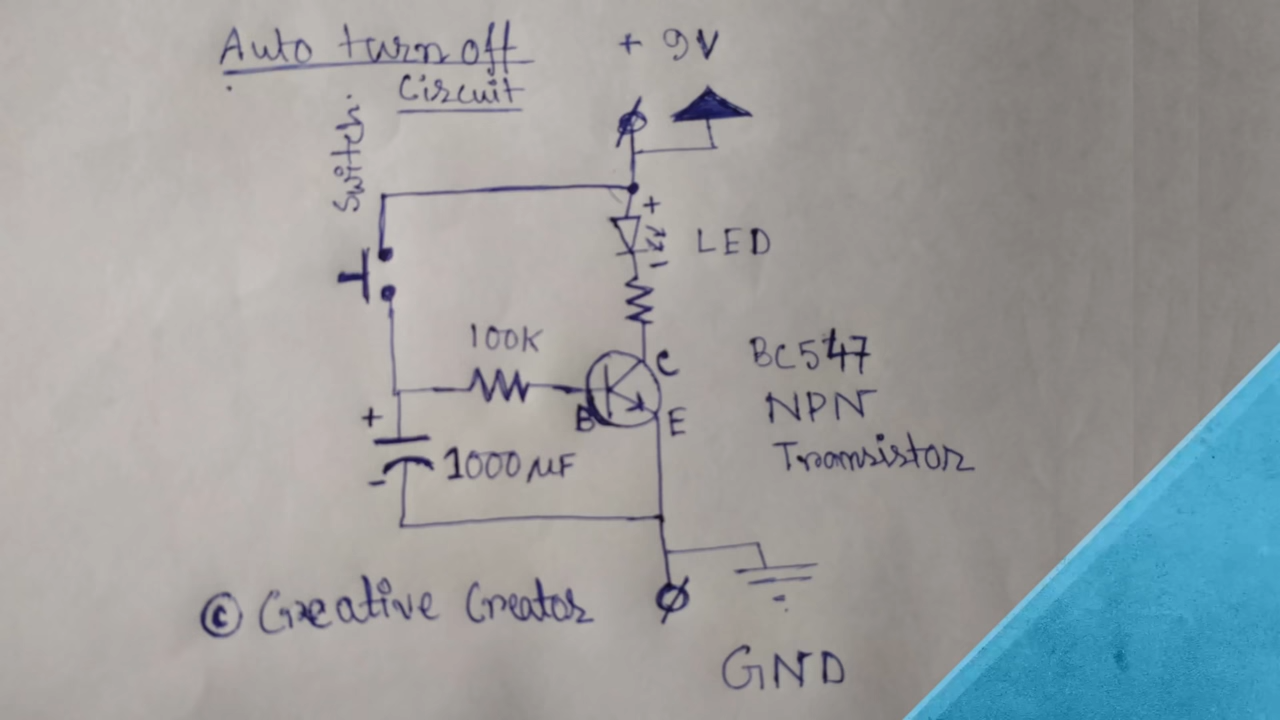 Auto turn off
Circuit
+ 9V
Switch.
+
LED
-
100K
C
B
E
BC547
NPN
Transistor
+
1000 µF
-
© Creative Creator
GND